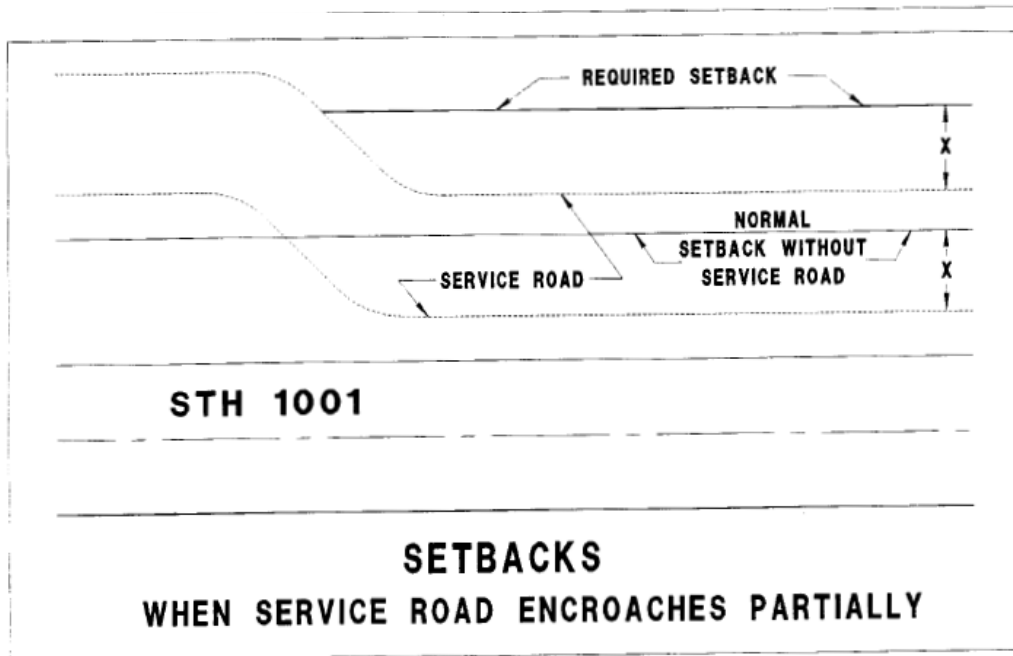 REQUIRED SETBACK
X
NORMAL
SETBACK WITHOUT
SERVICE ROAD
SERVICE ROAD
X
STH 1001
SETBACKS
WHEN SERVICE ROAD ENCROACHES PARTIALLY